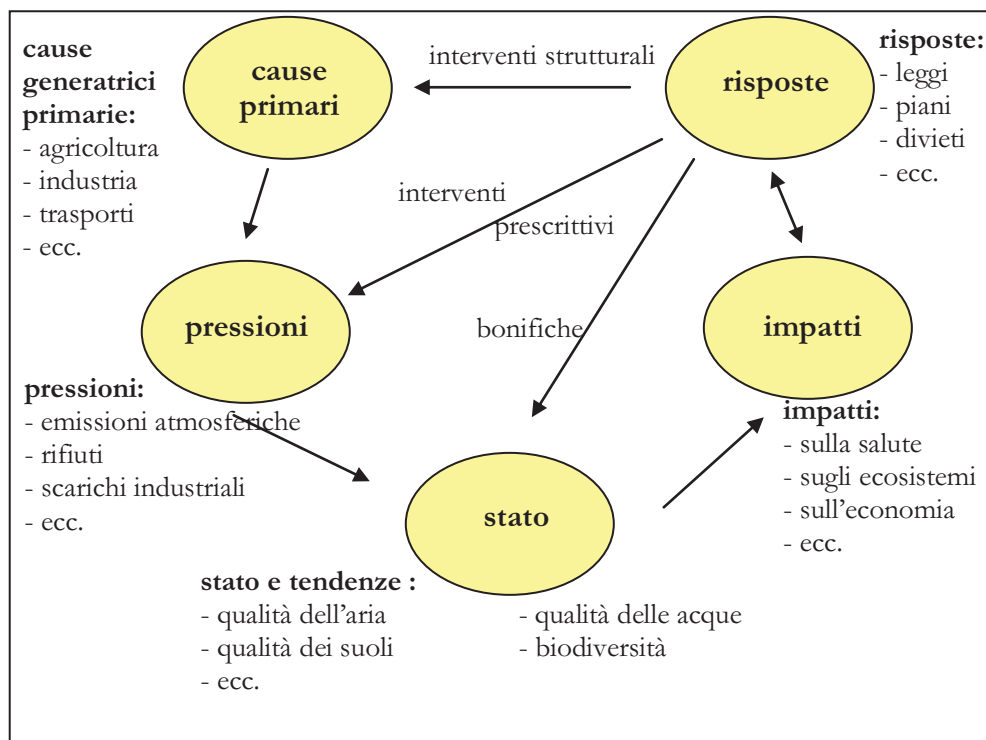 cause
generatrici
primarie:
- agricoltura
- industria
- trasporti
- ecc.
cause
primari
interventi strutturali
risposte
risposte:
- leggi
- piani
- divieti
- ecc.
interventi
prescrittivi
pressioni
bonifiche
impatti
pressioni:
- emissioni atmosferiche
- rifiuti
- scarichi industriali
- ecc.
stato
impatti:
- sulla salute
- sugli ecosistemi
- sull’economia
- ecc.
stato e tendenze :
- qualità dell’aria
- qualità dei suoli
- ecc.
- qualità delle acque
- biodiversità